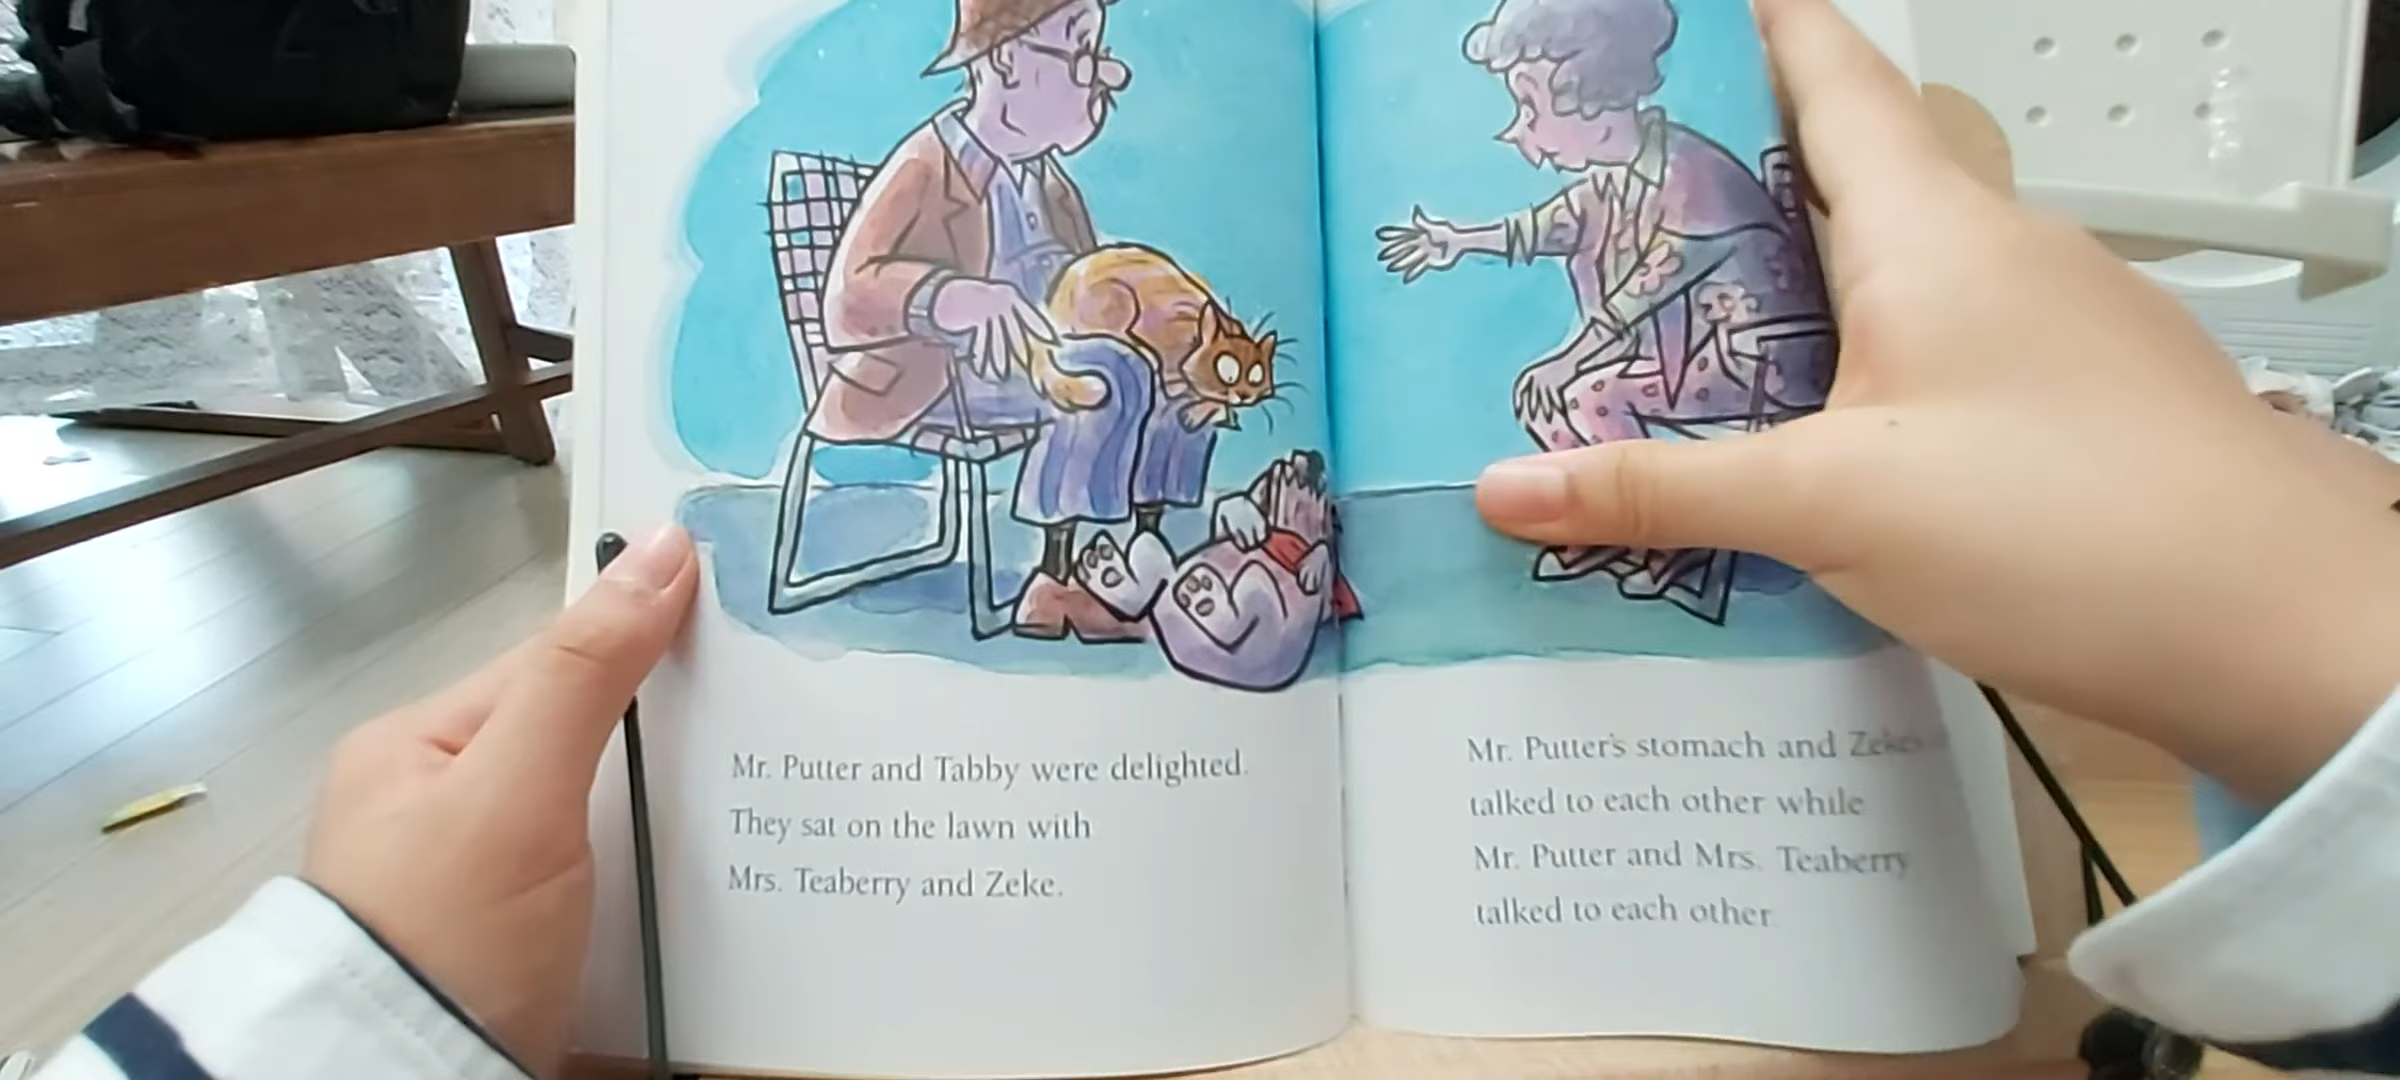 Mr. Putter and Tabby were delighted.
They sat on the lawn with
Mrs. Teaberry and Zeke.
Mr. Putter's stomach and Zeke's
talked to each other while
Mr. Putter and Mrs. Teaberry
talked to each other